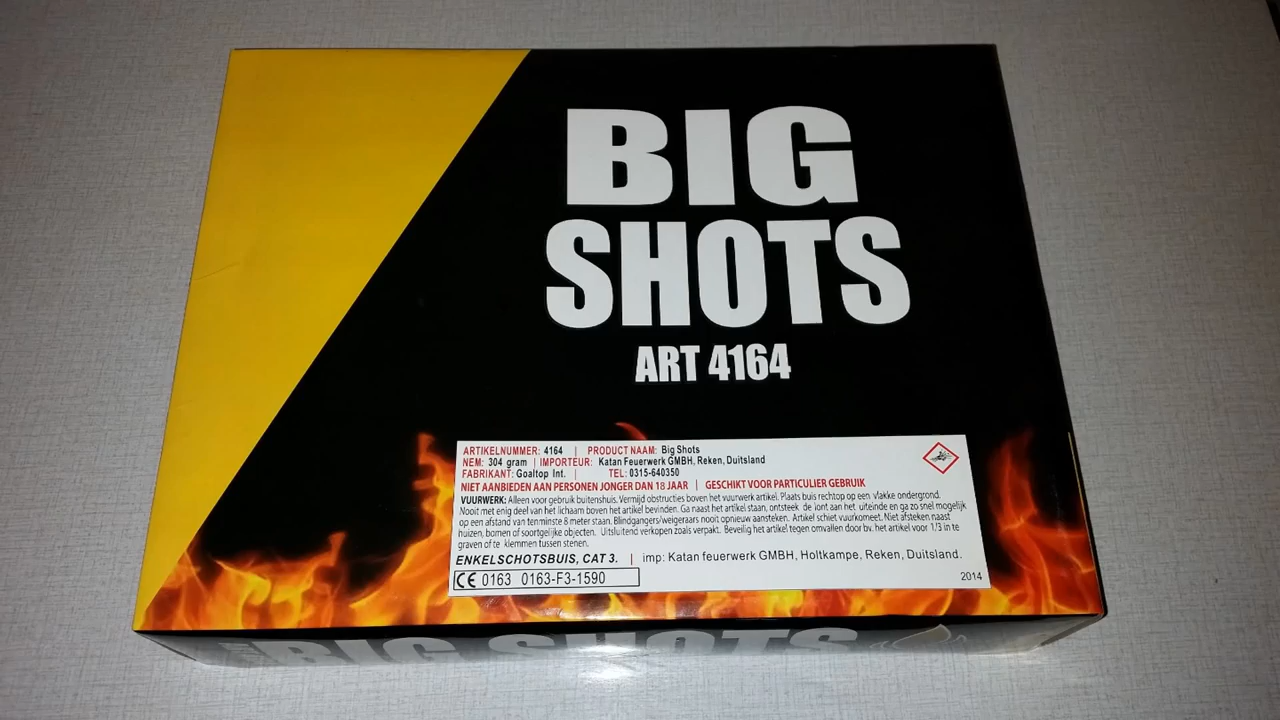 BIG
SHOTS
ART 4164
ARTIKELNUMMER: 4164 | PRODUCT NAAM: Big Shots
NEM: 304 gram | IMPORTEUR: Katan Feuerwerk GMBH, Reken, Duitsland
FABRIKANT: Goaltop Int. | TEL: 0315-640350
NIET AANBIEDEN AAN PERSONEN JONGER DAN 18 JAAR | GESCHIKT VOOR PARTICULIER GEBRUIK
VUURWERK: Alleen voor gebruik buitenshuis. Vermijd obstructies boven het vuurwerk artikel. Plaats buis rechtop op een vlakke ondergrond.
Nooit met enig deel van het lichaam boven het artikel bevinden. Ga naast het artikel staan, ontsteek de lont aan het uiteinde en ga zo snel mogelijk
op een afstand van tenminste 8 meter staan. Blindgangers/weigeraars nooit opnieuw aansteken. Artikel schiet vuurkomeet. Niet afsteken naast
huizen, bomen of soortgelijke objecten. Uitsluitend verkopen zoals verpakt. Beveilig het artikel tegen omvallen door bv. het artikel voor 1/3 in te
graven of te klemmen tussen stenen.
ENKELSCHOTSBUIS, CAT 3. | imp: Katan feuerwerk GMBH, Holtkampe, Reken, Duitsland.
CE 0163 0163-F3-1590
2014
BIG SHOTS